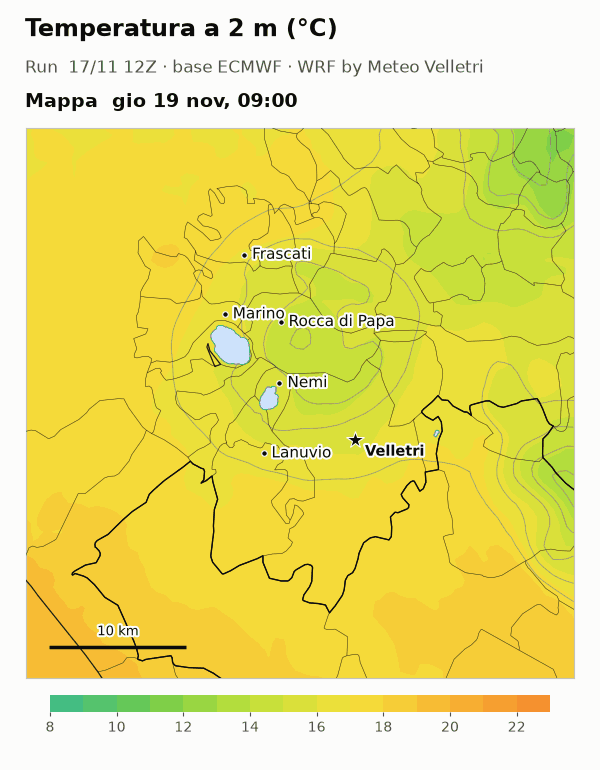 Temperatura a 2 m (°C)
Run  17/11 12Z · base ECMWF · WRF by Meteo Velletri
Mappa  gio 19 nov, 09:00
Frascati
Marino
Rocca di Papa
Nemi
Velletri
Lanuvio
10 km
8 10 12 14 16 18 20 22